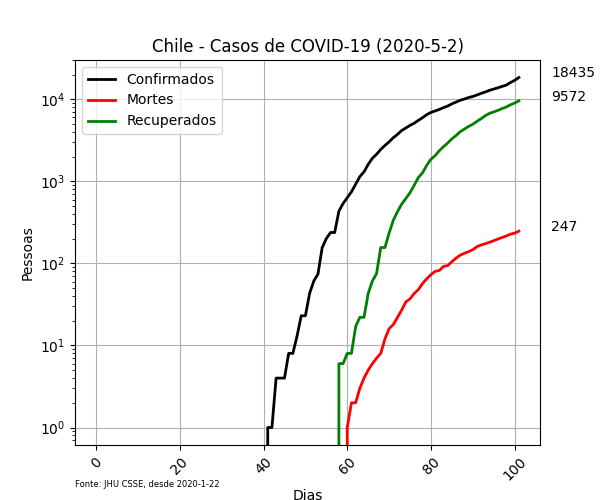 Chile - Casos de COVID-19 (2020-5-2)
Confirmados
Mortes
Recuperados
18435
9572
247
10⁴
10³
10²
10¹
10⁰
Pessoas
0
20
40
60
80
100
Dias
Fonte: JHU CSSE, desde 2020-1-22